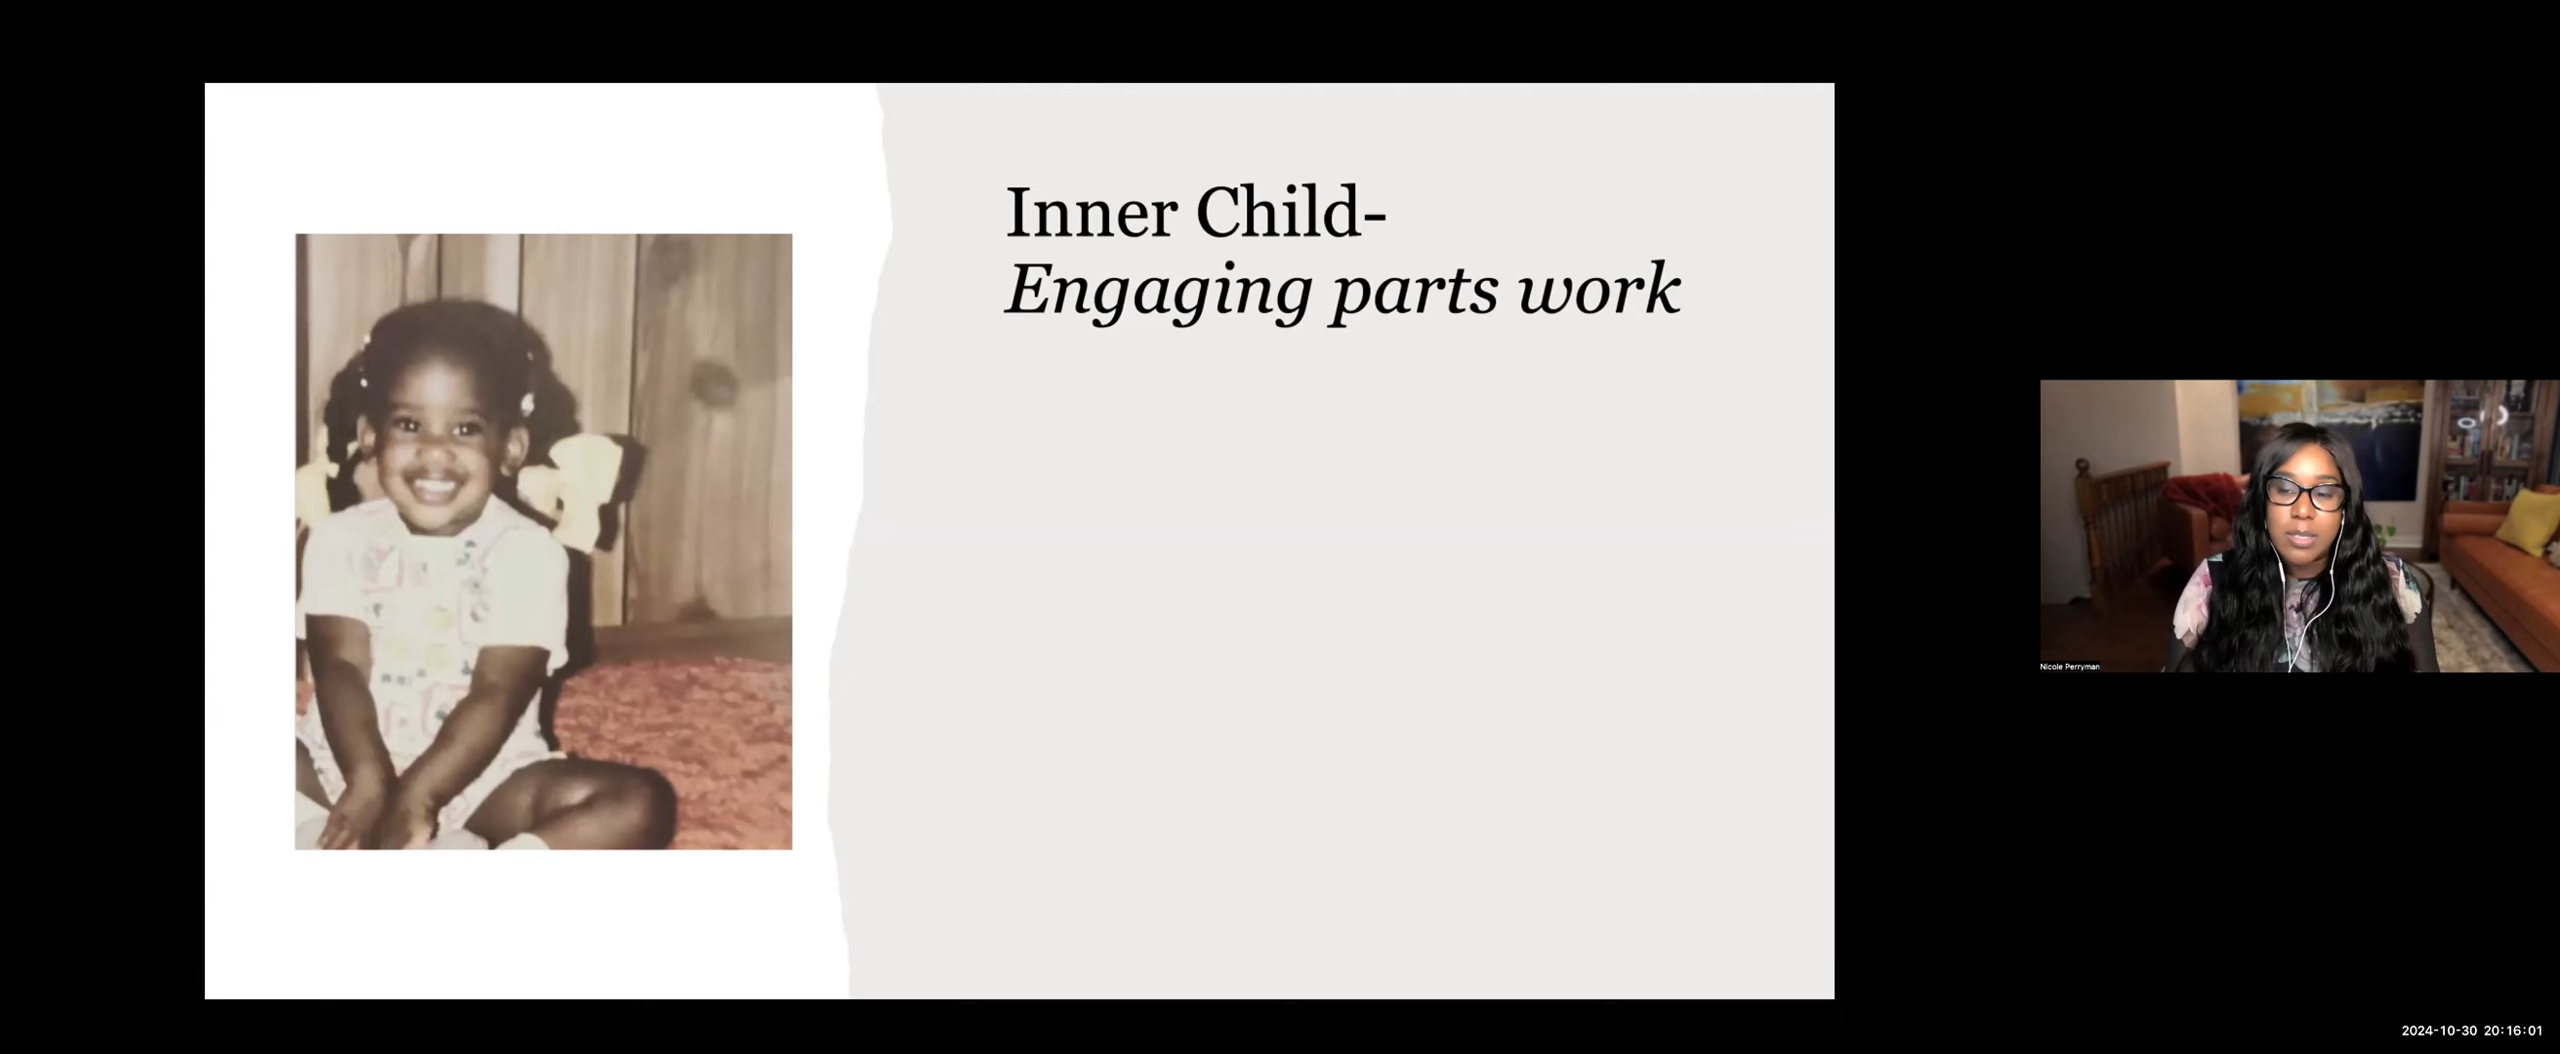 Inner Child-
Engaging parts work
Nicole Perryman
2024-10-30 20:16:01